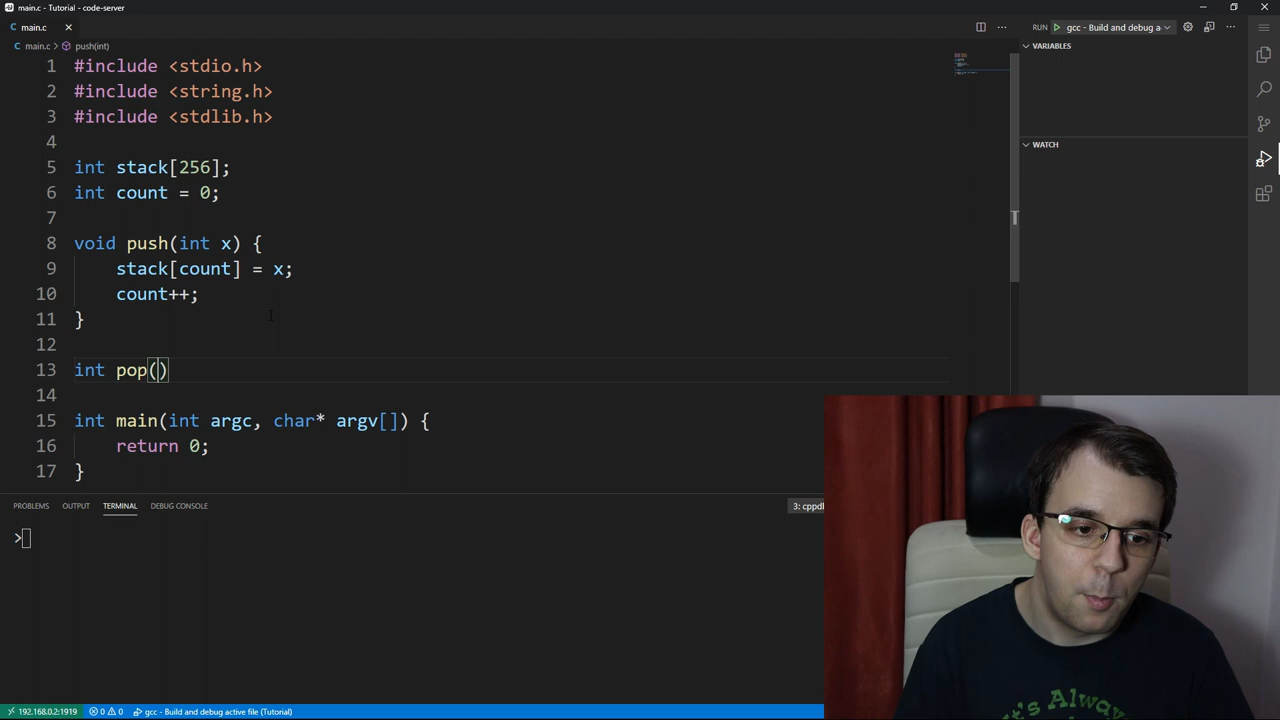 main.c - Tutorial - code-server
main.c
RUN gcc - Build and debug a
main.c push(int)
VARIABLES
WATCH
1 #include <stdio.h>
2 #include <string.h>
3 #include <stdlib.h>
4
5 int stack[256];
6 int count = 0;
7
8 void push(int x) {
9 stack[count] = x;
10 count++;
11 }
12
13 int pop()
14
15 int main(int argc, char* argv[]) {
16 return 0;
17 }
PROBLEMS OUTPUT TERMINAL DEBUG CONSOLE
3: cppd
>
It's Always
192.168.0.2:1919 0 0 gcc - Build and debug active file (Tutorial)